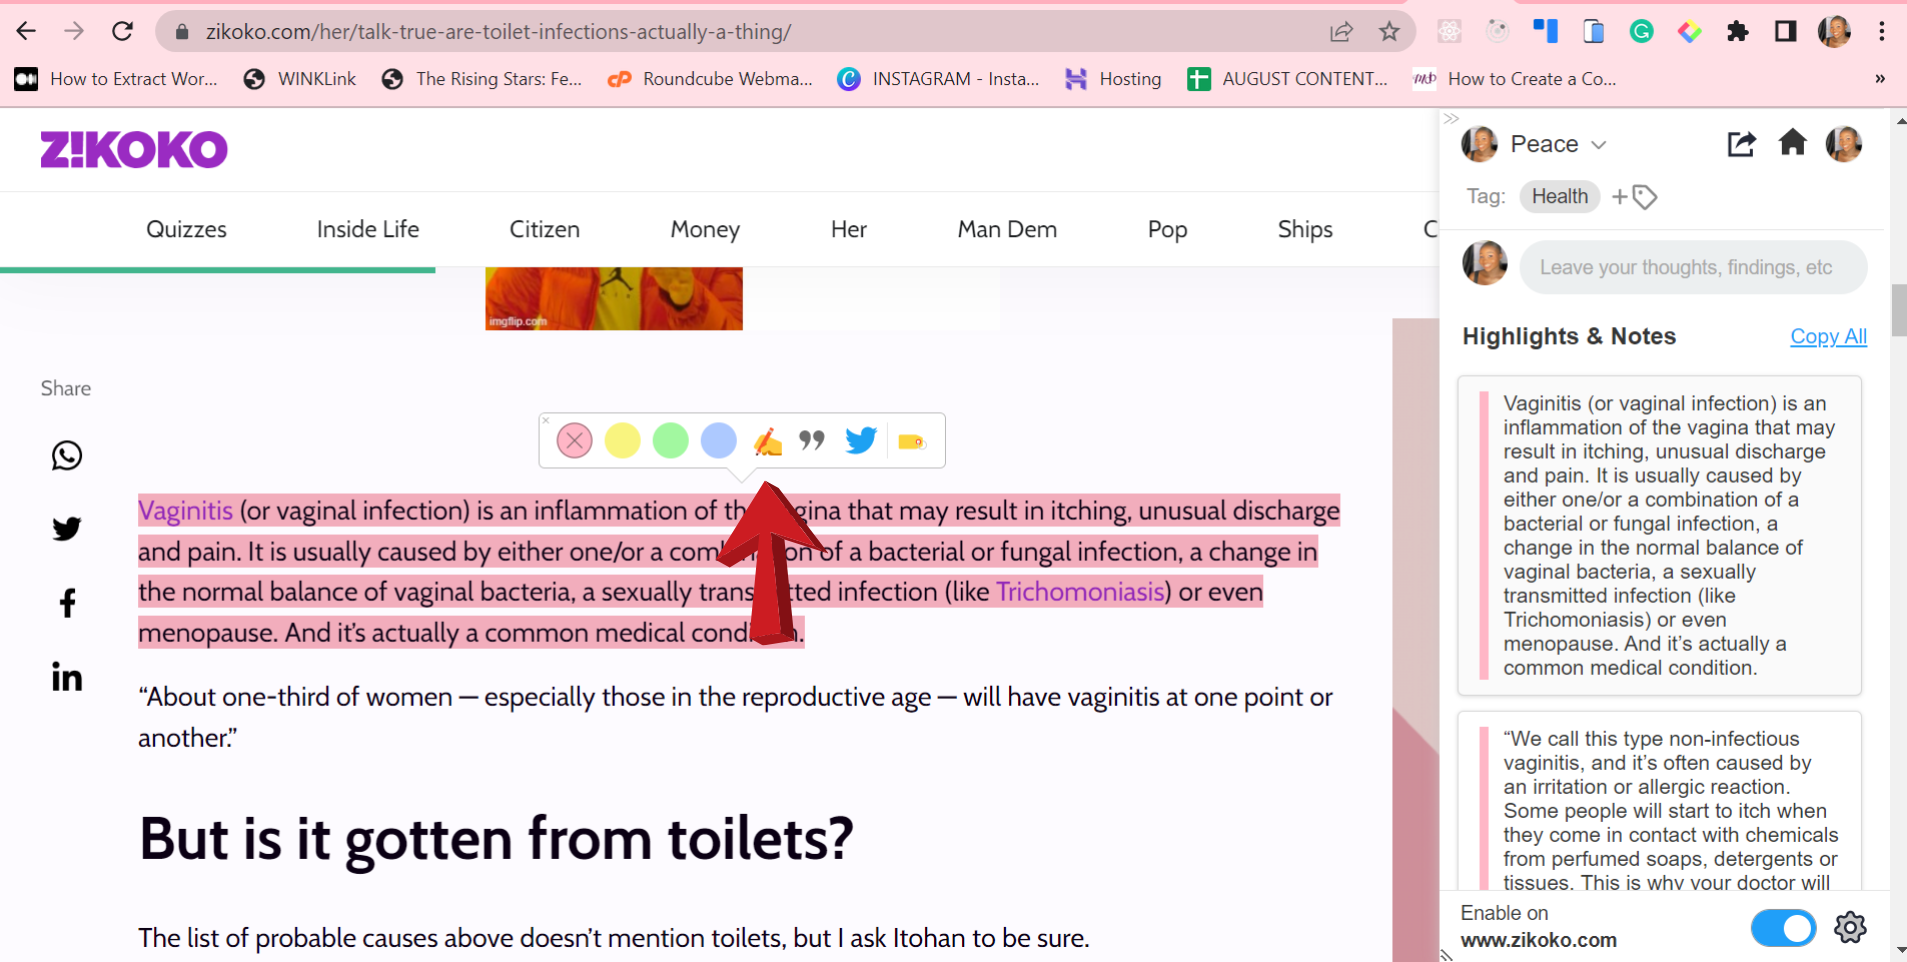 zikoko.com/her/talk-true-are-toilet-infections-actually-a-thing/
How to Extract Wor... WINKLink The Rising Stars: Fe... Roundcube Webma... INSTAGRAM - Insta... Hosting AUGUST CONTENT... How to Create a Co... »
Z!KOKO
Quizzes Inside Life Citizen Money Her Man Dem Pop Ships C
imgflip.com
Share
Vaginitis (or vaginal infection) is an inflammation of that may result in itching, unusual discharge
and pain. It is usually caused by either one/or a of a bacterial or fungal infection, a change in
the normal balance of vaginal bacteria, a sexually infection (like Trichomoniasis) or even
menopause. And it’s actually a common medical
“About one-third of women — especially those in the reproductive age — will have vaginitis at one point or
another.”
But is it gotten from toilets?
The list of probable causes above doesn’t mention toilets, but I ask Itohan to be sure.
Peace
Tag: Health +
Leave your thoughts, findings, etc
Highlights & Notes Copy All
Vaginitis (or vaginal infection) is an
inflammation of the vagina that may
result in itching, unusual discharge
and pain. It is usually caused by
either one/or a combination of a
bacterial or fungal infection, a
change in the normal balance of
vaginal bacteria, a sexually
transmitted infection (like
Trichomoniasis) or even
menopause. And it’s actually a
common medical condition.
“We call this type non-infectious
vaginitis, and it’s often caused by
an irritation or allergic reaction.
Some people will start to itch when
they come in contact with chemicals
from perfumed soaps, detergents or
tissues. This is why your doctor will
Enable on
www.zikoko.com